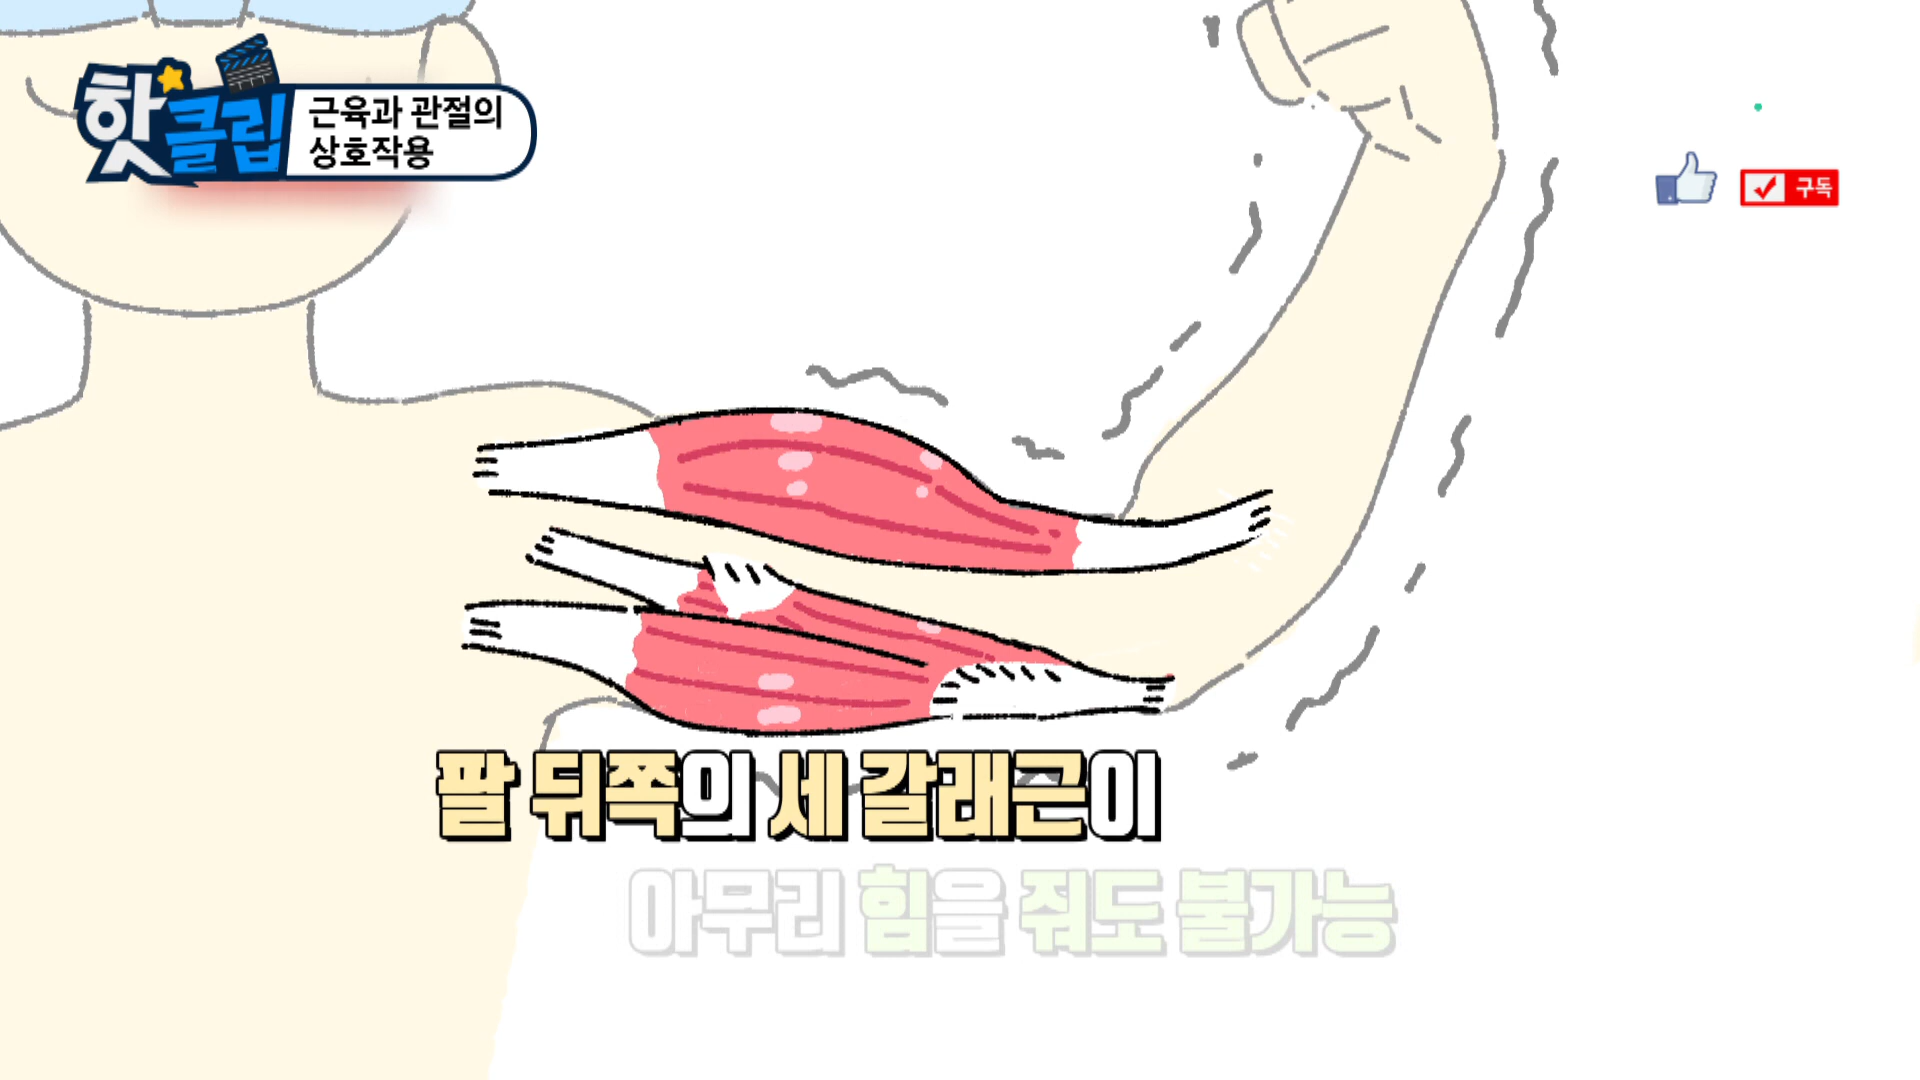 핫클립
근육과 관절의
상호작용
구독
팔 뒤쪽의 세 갈래근이
아무리 힘을 줘도 불가능